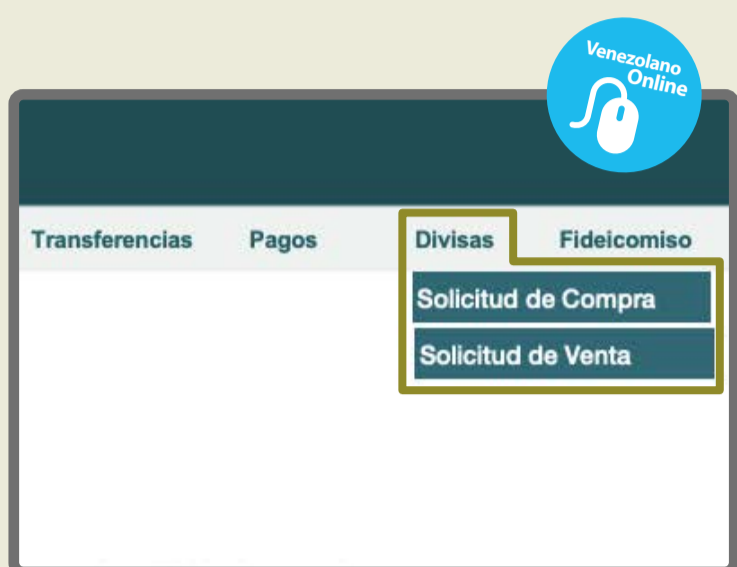 Venezolano
Online
Transferencias Pagos Divisas Fideicomiso
Solicitud de Compra
Solicitud de Venta